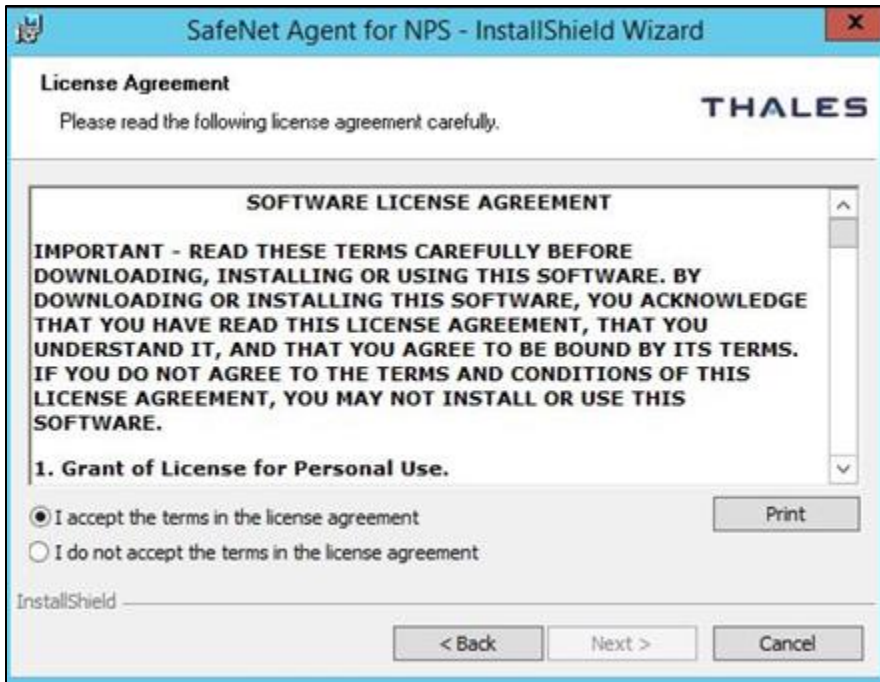 SafeNet Agent for NPS - InstallShield Wizard
License Agreement
Please read the following license agreement carefully.
THALES
SOFTWARE LICENSE AGREEMENT
IMPORTANT - READ THESE TERMS CAREFULLY BEFORE
DOWNLOADING, INSTALLING OR USING THIS SOFTWARE. BY
DOWNLOADING OR INSTALLING THIS SOFTWARE, YOU ACKNOWLEDGE
THAT YOU HAVE READ THIS LICENSE AGREEMENT, THAT YOU
UNDERSTAND IT, AND THAT YOU AGREE TO BE BOUND BY ITS TERMS.
IF YOU DO NOT AGREE TO THE TERMS AND CONDITIONS OF THIS
LICENSE AGREEMENT, YOU MAY NOT INSTALL OR USE THIS
SOFTWARE.
1. Grant of License for Personal Use.
I accept the terms in the license agreement
Print
I do not accept the terms in the license agreement
InstallShield
< Back
Next >
Cancel